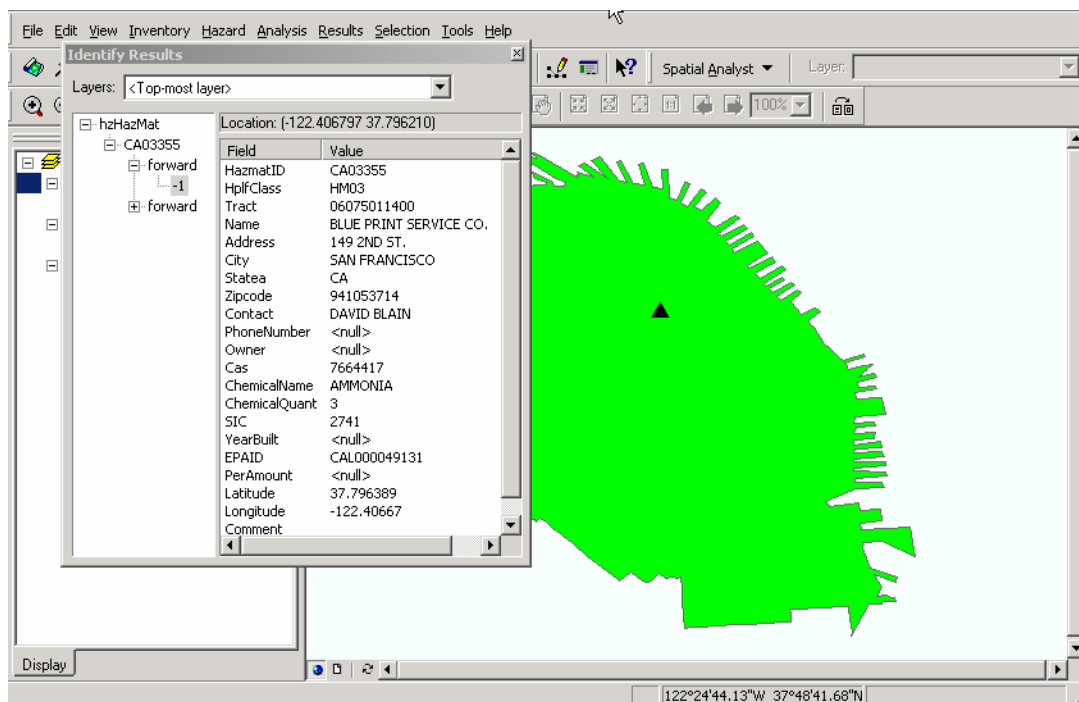 File Edit View Inventory Hazard Analysis Results Selection Tools Help
Identify Results
Spatial Analyst
Layer:
Layers: <Top-most layer>
100%
hzHazMat
CA03355
forward
-1
forward
Location: (-122.406797 37.796210)
Field Value
HazmatID CA03355
HplfClass HM03
Tract 06075011400
Name BLUE PRINT SERVICE CO.
Address 149 2ND ST.
City SAN FRANCISCO
Statea CA
Zipcode 941053714
Contact DAVID BLAIN
PhoneNumber <null>
Owner <null>
Cas 7664417
ChemicalName AMMONIA
ChemicalQuant 3
SIC 2741
YearBuilt <null>
EPAID CAL000049131
PerAmount <null>
Latitude 37.796389
Longitude -122.40667
Comment
Display
122°24'44.13"W 37°48'41.68"N